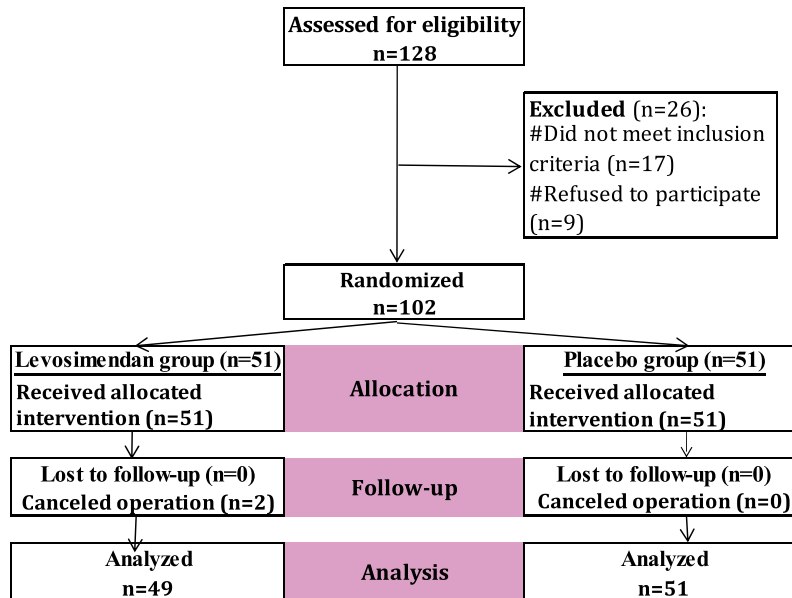 Assessed for eligibility
n=128
Excluded (n=26):
#Did not meet inclusion
criteria (n=17)
#Refused to participate
(n=9)
Randomized
n=102
Levosimendan group (n=51)
Received allocated
intervention (n=51)
Allocation
Placebo group (n=51)
Received allocated
intervention (n=51)
Lost to follow-up (n=0)
Canceled operation (n=2)
Follow-up
Lost to follow-up (n=0)
Canceled operation (n=0)
Analyzed
n=49
Analysis
Analyzed
n=51